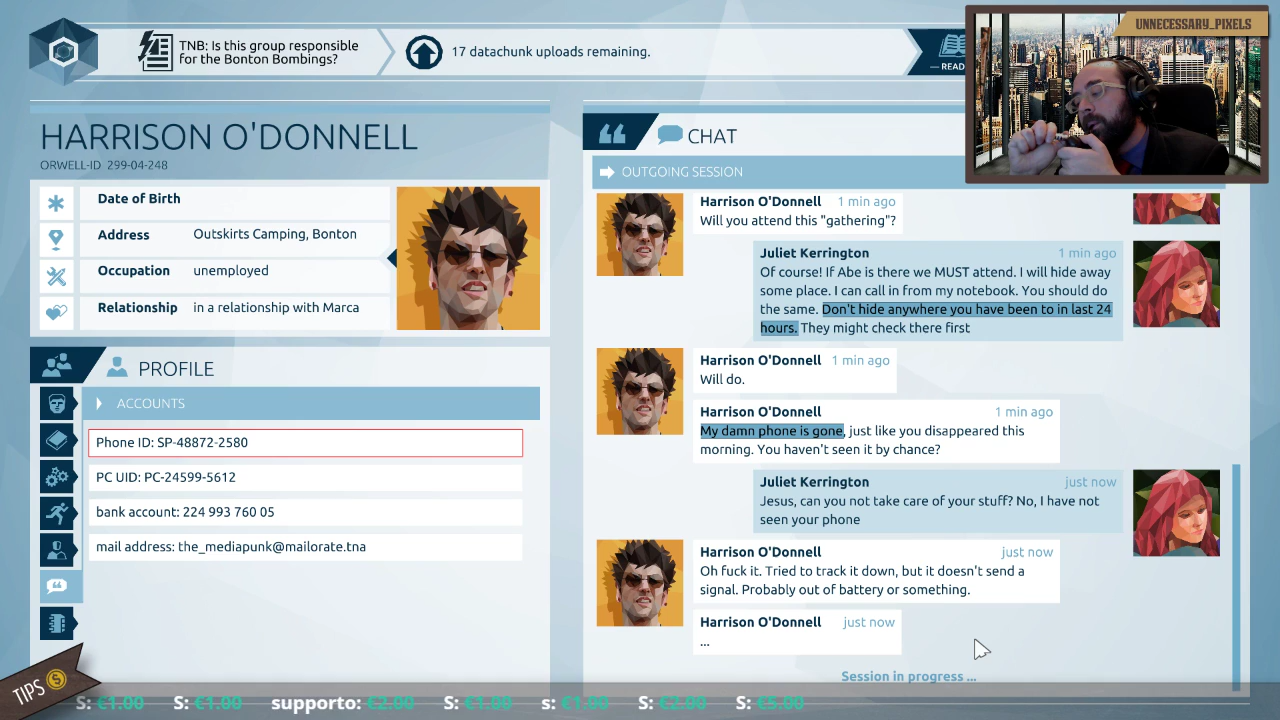 TNB: Is this group responsible
for the Bonton Bombings?
17 datachunk uploads remaining.
— READ
UNNECESSARY_PIXELS
HARRISON O'DONNELL
ORWELL-ID 299-04-248
Date of Birth
Address Outskirts Camping, Bonton
Occupation unemployed
Relationship in a relationship with Marca
PROFILE
ACCOUNTS
Phone ID: SP-48872-2580
PC UID: PC-24599-5612
bank account: 224 993 760 05
mail address: the_mediapunk@mailorate.tna
CHAT
OUTGOING SESSION
Harrison O'Donnell 1 min ago
Will you attend this "gathering"?
Juliet Kerrington 1 min ago
Of course! If Abe is there we MUST attend. I will hide away
some place. I can call in from my notebook. You should do
the same. Don't hide anywhere you have been to in last 24
hours. They might check there first
Harrison O'Donnell 1 min ago
Will do.
Harrison O'Donnell 1 min ago
My damn phone is gone, just like you disappeared this
morning. You haven't seen it by chance?
Juliet Kerrington just now
Jesus, can you not take care of your stuff? No, I have not
seen your phone
Harrison O'Donnell just now
Oh fuck it. Tried to track it down, but it doesn't send a
signal. Probably out of battery or something.
Harrison O'Donnell just now
...
Session in progress ...
TIPS $
S: €1.00 S: €1.00 supporto: €2.00 S: €1.00 s: €1.00 S: €2.00 S: €5.00